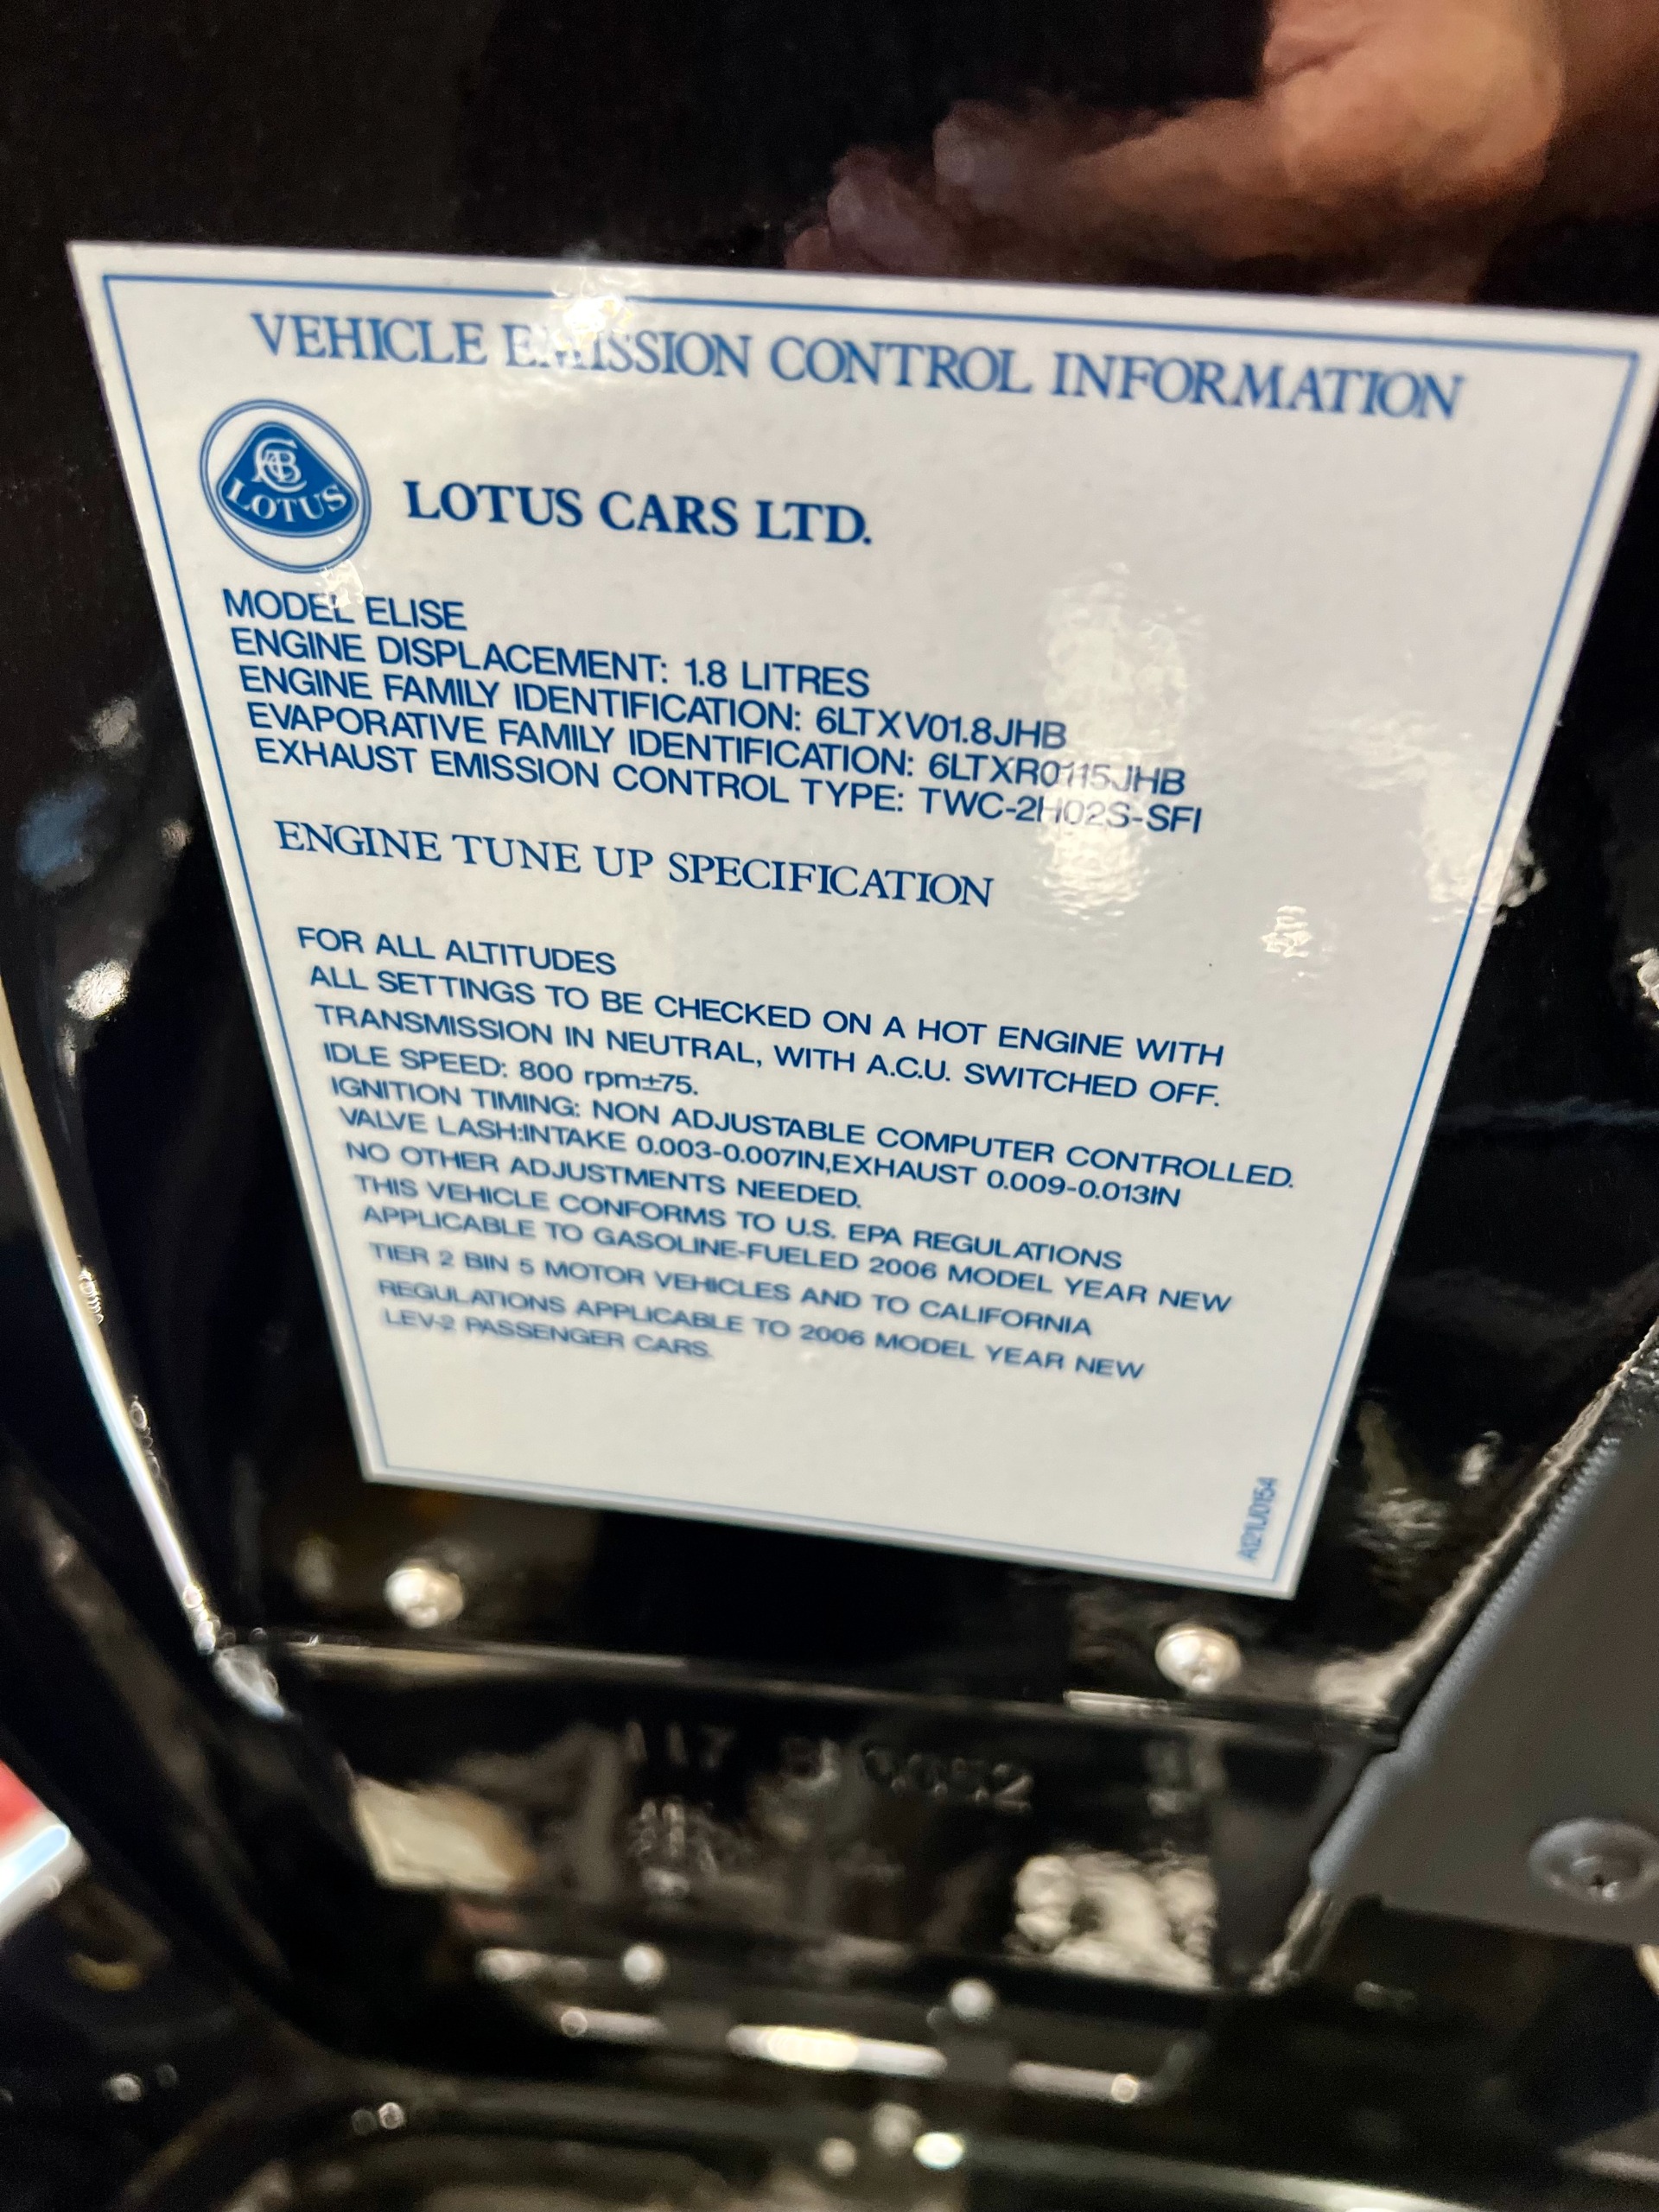 VEHICLE EMISSION CONTROL INFORMATION
ACBC
LOTUS
LOTUS CARS LTD.
MODEL ELISE
ENGINE DISPLACEMENT: 1.8 LITRES
ENGINE FAMILY IDENTIFICATION: 6LTXV01.8JHB
EVAPORATIVE FAMILY IDENTIFICATION: 6LTXR0115JHB
EXHAUST EMISSION CONTROL TYPE: TWC-2HO2S-SFI
ENGINE TUNE UP SPECIFICATION
FOR ALL ALTITUDES
ALL SETTINGS TO BE CHECKED ON A HOT ENGINE WITH
TRANSMISSION IN NEUTRAL, WITH A.C.U. SWITCHED OFF.
IDLE SPEED: 800 rpm±75.
IGNITION TIMING: NON ADJUSTABLE COMPUTER CONTROLLED.
VALVE LASH:INTAKE 0.003-0.007IN,EXHAUST 0.009-0.013IN
NO OTHER ADJUSTMENTS NEEDED.
THIS VEHICLE CONFORMS TO U.S. EPA REGULATIONS
APPLICABLE TO GASOLINE-FUELED 2006 MODEL YEAR NEW
TIER 2 BIN 5 MOTOR VEHICLES AND TO CALIFORNIA
REGULATIONS APPLICABLE TO 2006 MODEL YEAR NEW
LEV-2 PASSENGER CARS.
A121U0154